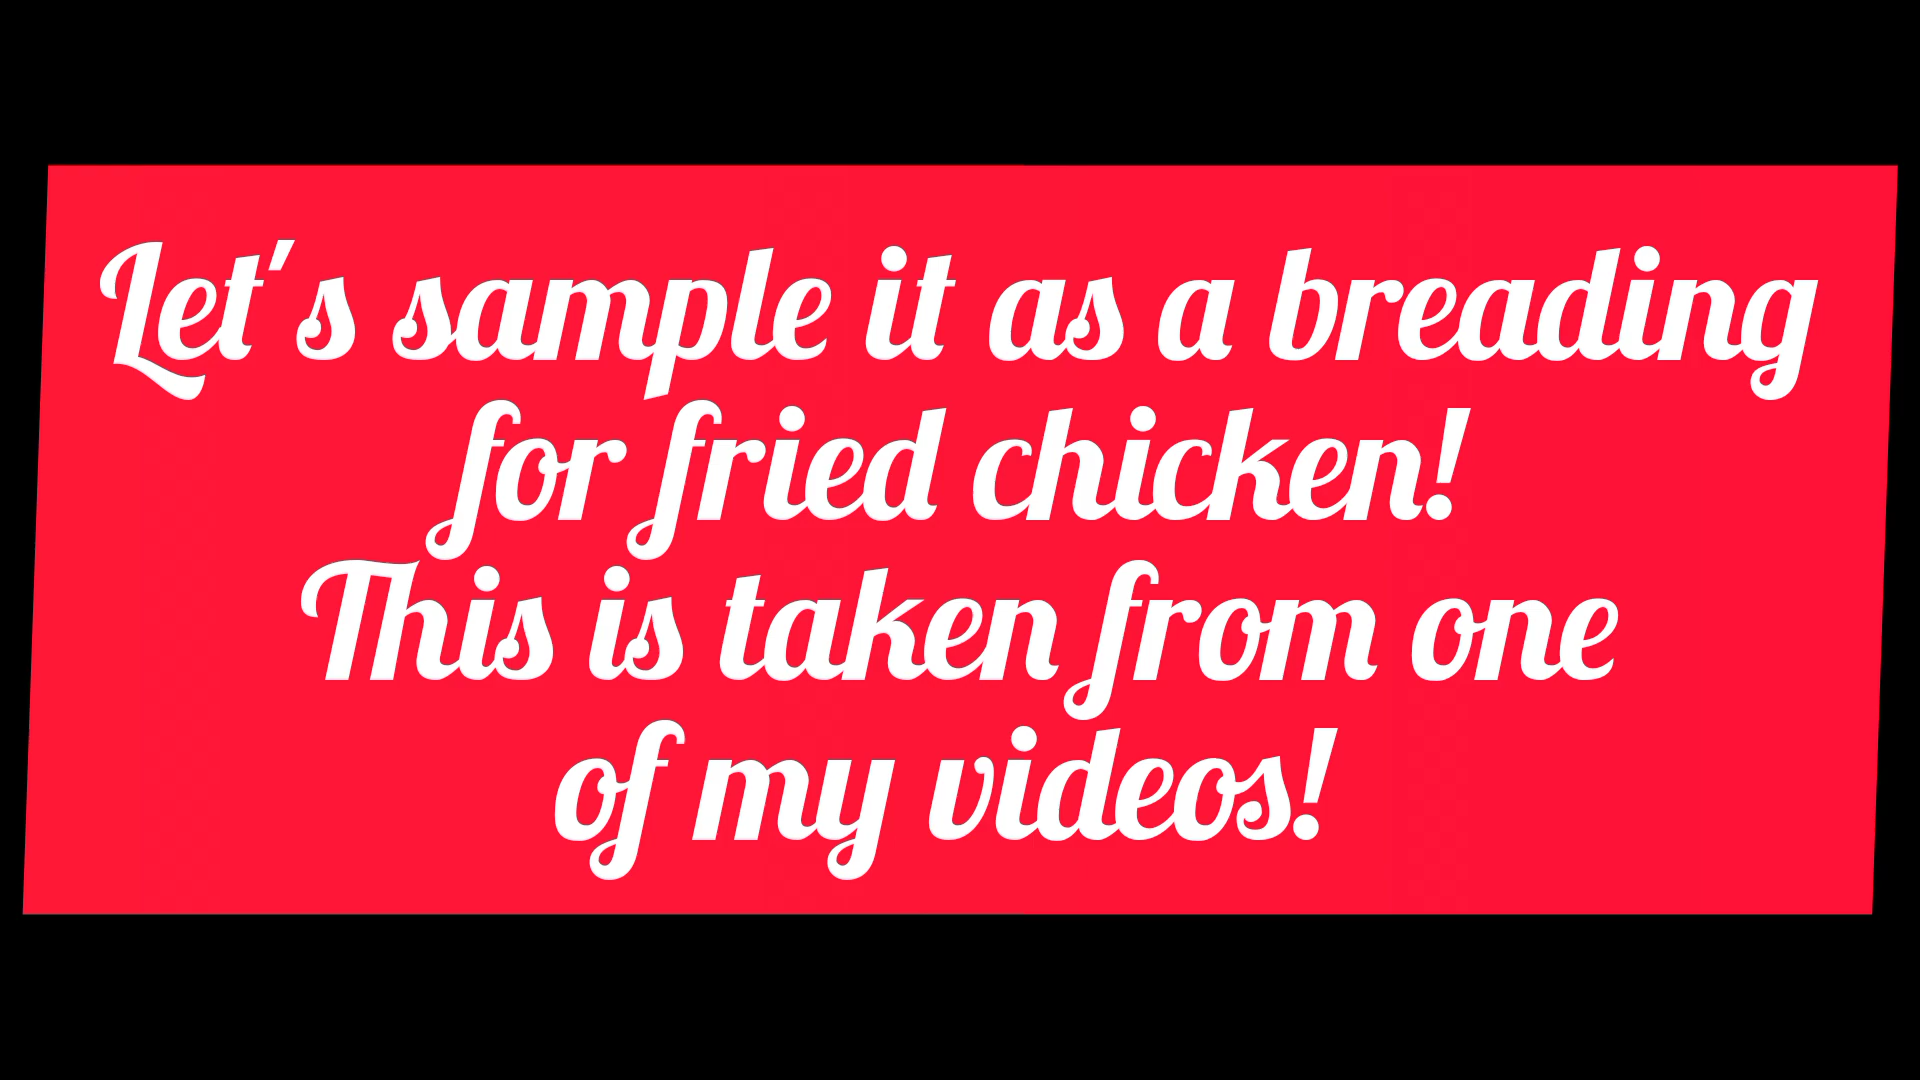 Let's sample it as a breading
for fried chicken!
This is taken from one
of my videos!